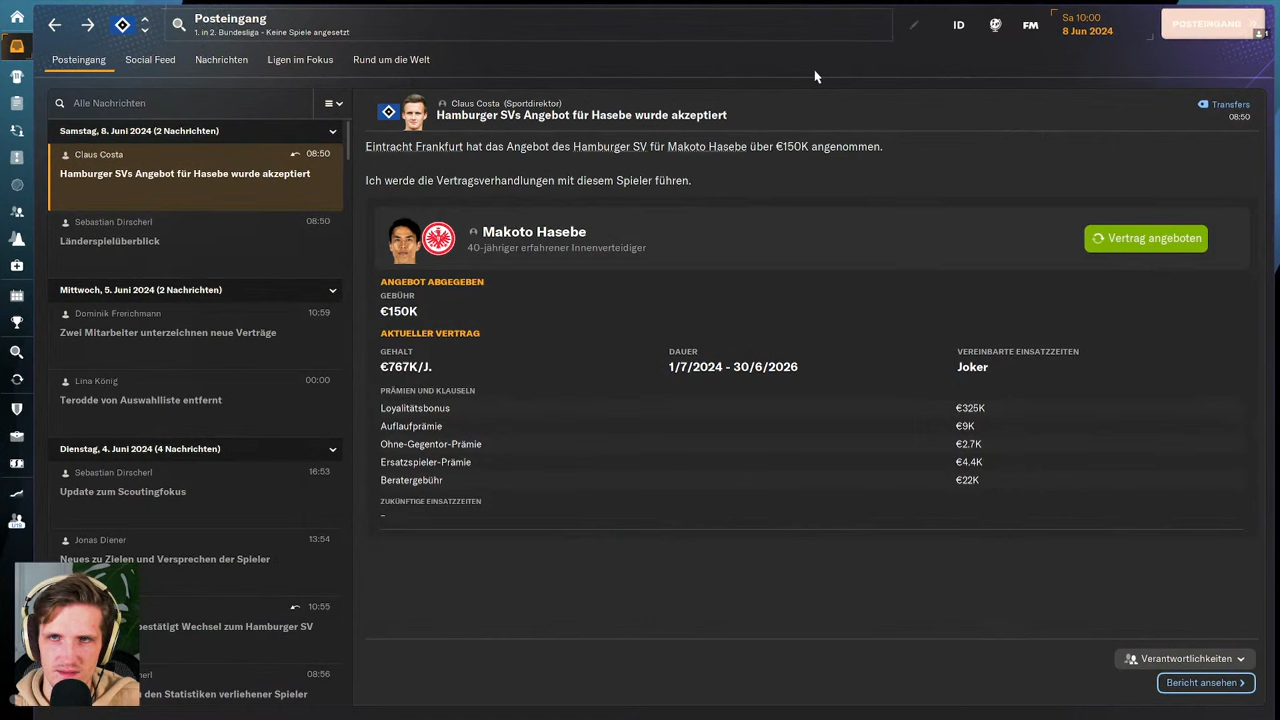 Posteingang
1. in 2. Bundesliga - Keine Spiele angesetzt
ID
FM
Sa 10:00
8 Jun 2024
POSTEINGANG
1
Posteingang
Social Feed
Nachrichten
Ligen im Fokus
Rund um die Welt
Alle Nachrichten
Samstag, 8. Juni 2024 (2 Nachrichten)
Claus Costa
08:50
Hamburger SVs Angebot für Hasebe wurde akzeptiert
Sebastian Dirscherl
08:50
Länderspielüberblick
Mittwoch, 5. Juni 2024 (2 Nachrichten)
Dominik Frerichmann
10:59
Zwei Mitarbeiter unterzeichnen neue Verträge
Lina König
00:00
Terodde von Auswahlliste entfernt
Dienstag, 4. Juni 2024 (4 Nachrichten)
Sebastian Dirscherl
16:53
Update zum Scoutingfokus
Jonas Diener
13:54
Neues zu Zielen und Versprechen der Spieler
10:55
bestätigt Wechsel zum Hamburger SV
08:56
den Statistiken verliehener Spieler
Claus Costa (Sportdirektor)
Hamburger SVs Angebot für Hasebe wurde akzeptiert
Transfers
08:50
Eintracht Frankfurt hat das Angebot des Hamburger SV für Makoto Hasebe über €150K angenommen.
Ich werde die Vertragsverhandlungen mit diesem Spieler führen.
Makoto Hasebe
40-jähriger erfahrener Innenverteidiger
Vertrag angeboten
ANGEBOT ABGEGEBEN
GEBÜHR
€150K
AKTUELLER VERTRAG
GEHALT
DAUER
VEREINBARTE EINSATZZEITEN
€767K/J.
1/7/2024 - 30/6/2026
Joker
PRÄMIEN UND KLAUSELN
Loyalitätsbonus
€325K
Auflaufprämie
€9K
Ohne-Gegentor-Prämie
€2.7K
Ersatzspieler-Prämie
€4.4K
Beratergebühr
€22K
ZUKÜNFTIGE EINSATZZEITEN
-
Verantwortlichkeiten
Bericht ansehen
U19